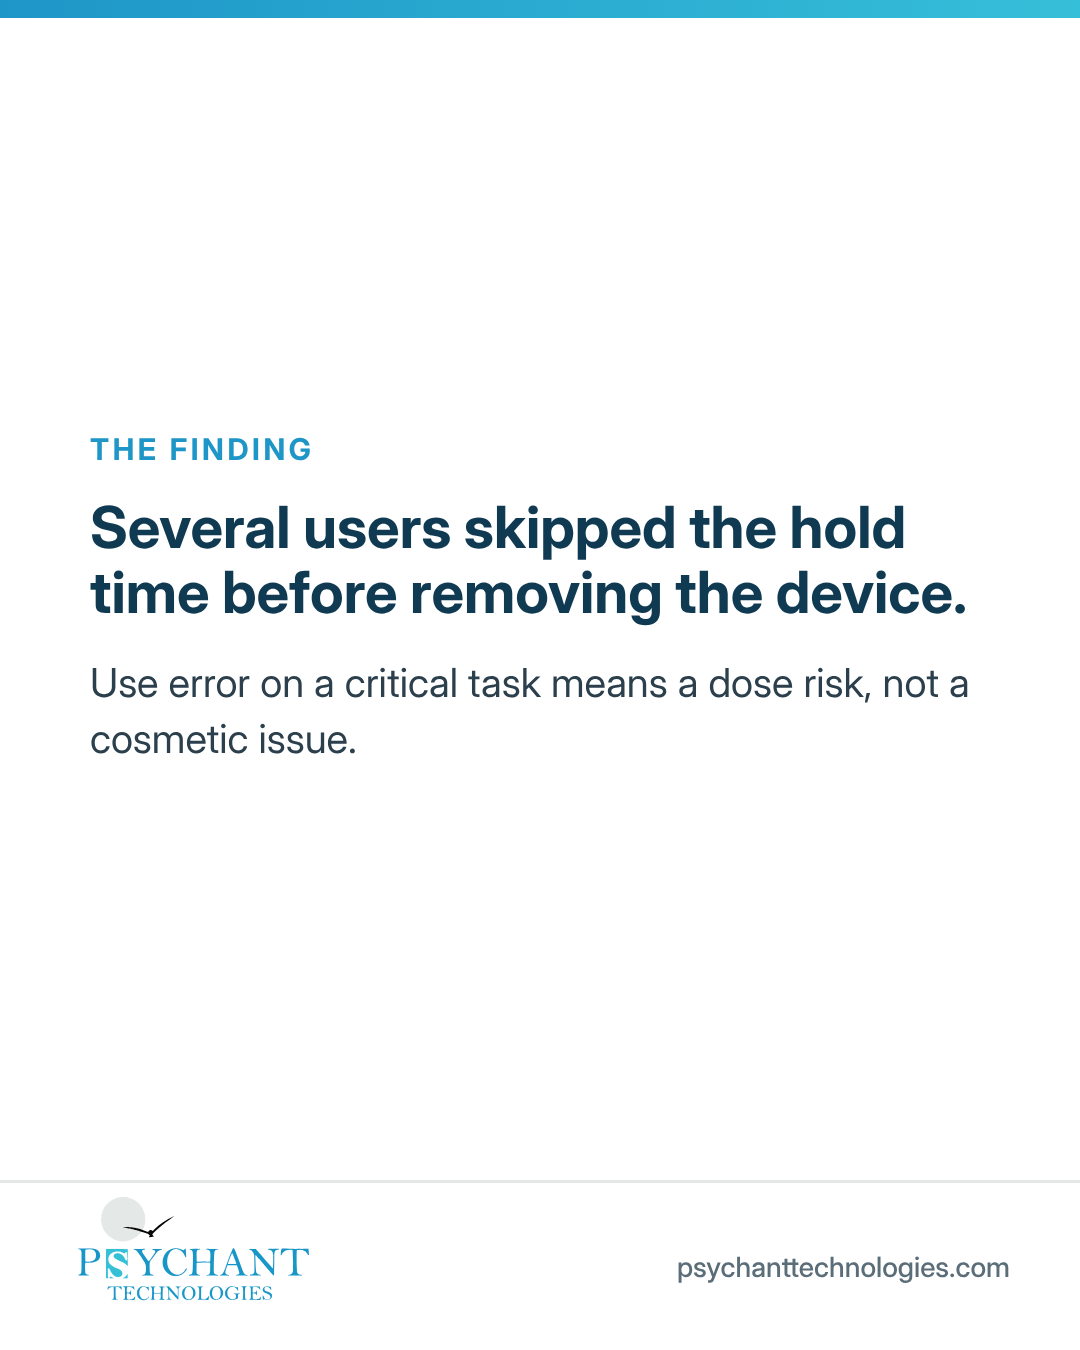 THE FINDING
Several users skipped the hold
time before removing the device.
Use error on a critical task means a dose risk, not a
cosmetic issue.
PSYCHANT
TECHNOLOGIES
psychanttechnologies.com